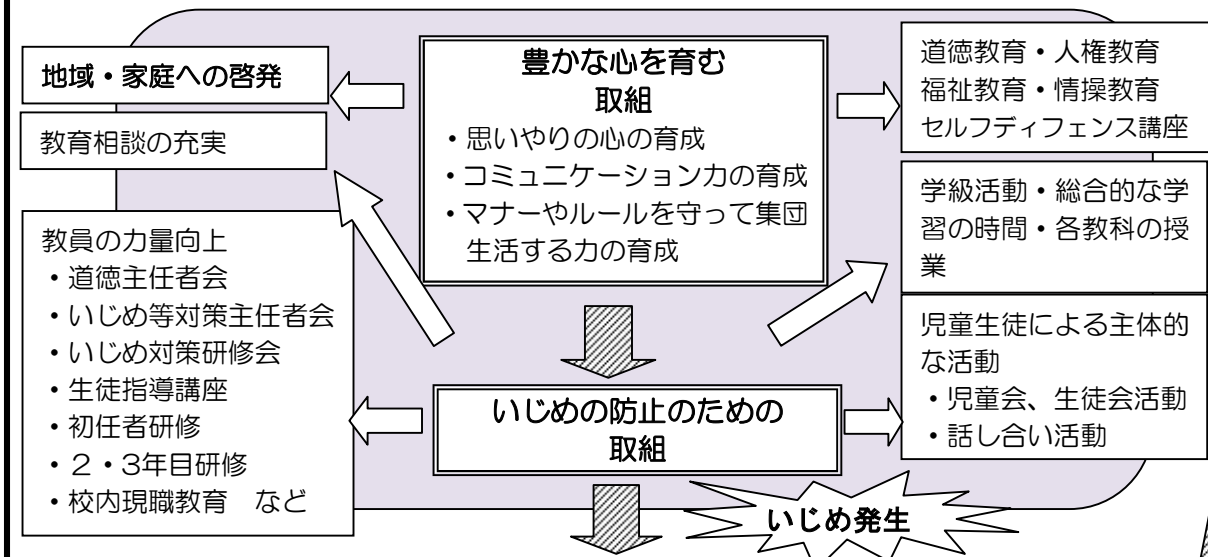 地域・家庭への啓発
教育相談の充実
教員の力量向上
・道徳主任者会
・いじめ等対策主任者会
・いじめ対策研修会
・生徒指導講座
・初任者研修
・２・3年目研修
・校内現職教育　など
豊かな心を育む
取組
・思いやりの心の育成
・コミュニケーション力の育成
・マナーやルールを守って集団
生活する力の育成
いじめの防止のための
取組
いじめ発生
道徳教育・人権教育
福祉教育・情操教育
セルフディフェンス講座
学級活動・総合的な学
習の時間・各教科の授
業
児童生徒による主体的
な活動
・児童会、生徒会活動
・話し合い活動